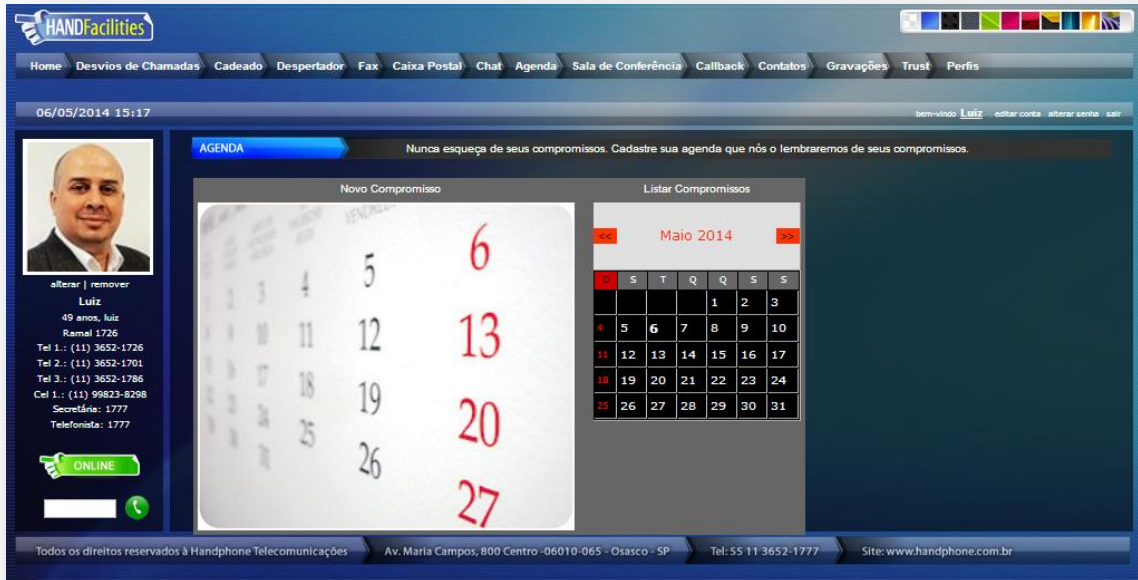 HANDFacilities
Home Desvios de Chamadas Cadeado Despertador Fax Caixa Postal Chat Agenda Sala de Conferência Callback Contatos Gravações Trust Perfis
06/05/2014 15:17
bem-vindo Luiz editar conta alterar senha sair
AGENDA
Nunca esqueça de seus compromissos. Cadastre sua agenda que nós o lembraremos de seus compromissos.
alterar | remover
Luiz
49 anos, luiz
Ramal 1726
Tel 1.: (11) 3652-1726
Tel 2.: (11) 3652-1701
Tel 3.: (11) 3652-1786
Cel 1.: (11) 99823-8298
Secretária: 1777
Telefonista: 1777
ONLINE
Novo Compromisso
5 6
4
11 12 13
18 19 20
25 26 27
Listar Compromissos
<< Maio 2014 >>
D S T Q Q S S
1 2 3
4 5 6 7 8 9 10
11 12 13 14 15 16 17
18 19 20 21 22 23 24
25 26 27 28 29 30 31
Todos os direitos reservados à Handphone Telecomunicações
Av. Maria Campos, 800 Centro -06010-065 - Osasco - SP
Tel: 55 11 3652-1777
Site: www.handphone.com.br